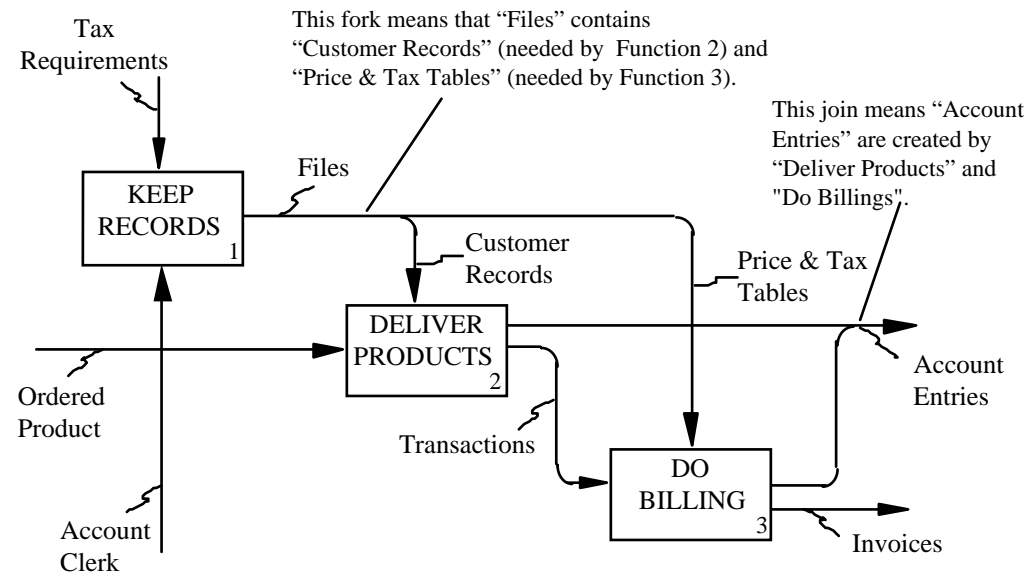 Tax
Requirements
This fork means that “Files” contains
“Customer Records” (needed by  Function 2) and
“Price & Tax Tables” (needed by Function 3).
This join means “Account
Entries” are created by
“Deliver Products” and
"Do Billings".
Files
KEEP
RECORDS
1
Customer
Records
Price & Tax
Tables
DELIVER
PRODUCTS
2
Ordered
Product
Account
Entries
Transactions
DO
BILLING
3
Account
Clerk
Invoices